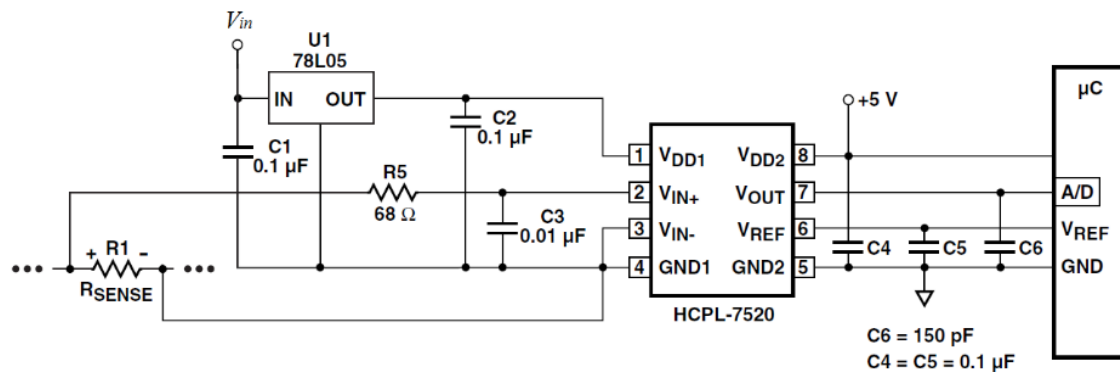 Vin
U1
78L05
IN OUT
C1
0.1 µF
C2
0.1 µF
R5
68 Ω
C3
0.01 µF
+ R1 -
RSENSE
1 VDD1
2 VIN+
3 VIN-
4 GND1
VDD2 8
VOUT 7
VREF 6
GND2 5
HCPL-7520
+5 V
C4
C5
C6
µC
A/D
VREF
GND
C6 = 150 pF
C4 = C5 = 0.1 µF